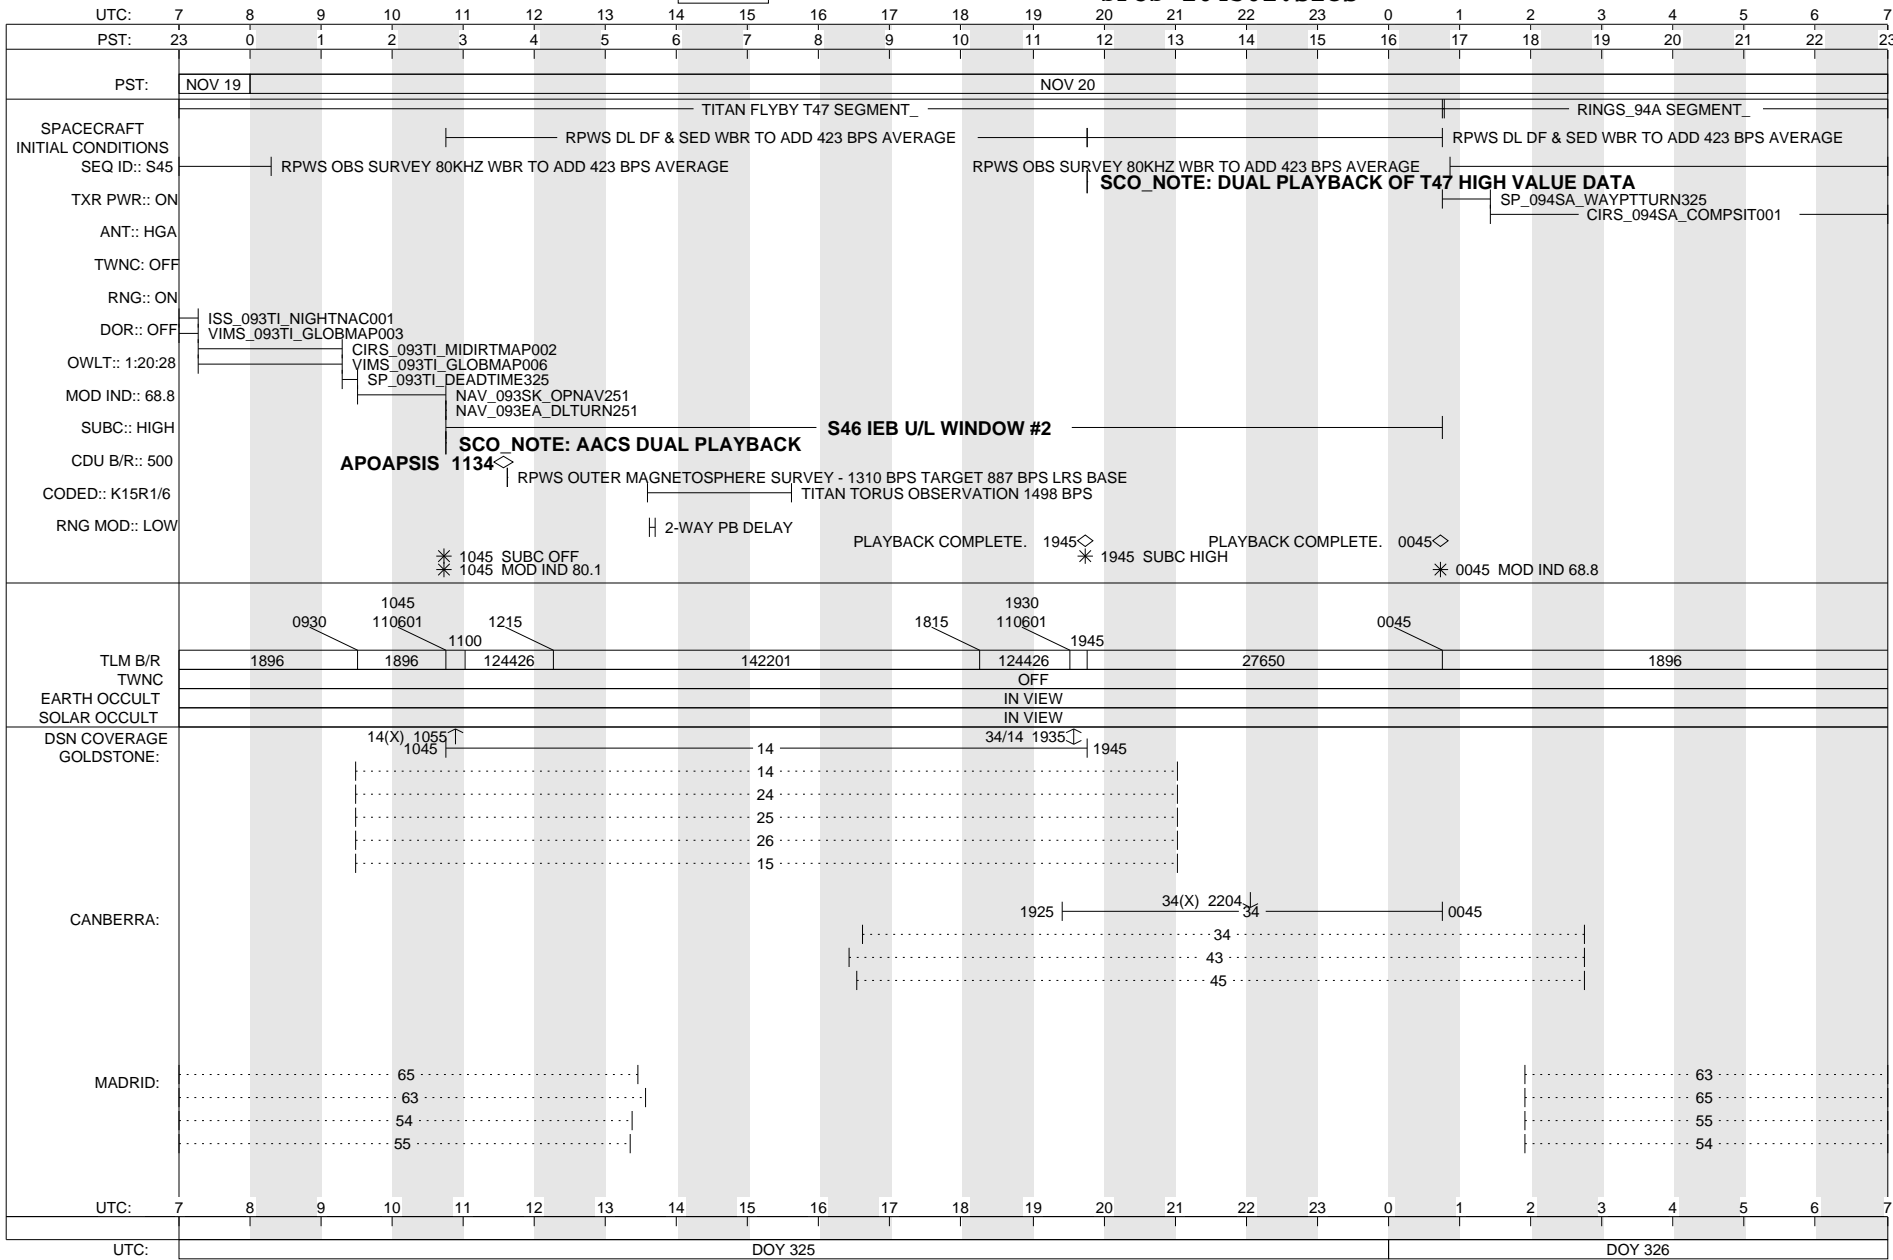 UTC: 7 8 9 10 11 12 13 14 15 16 17 18 19 20 21 22 23 0 1 2 3 4 5 6 7
PST: 23 0 1 2 3 4 5 6 7 8 9 10 11 12 13 14 15 16 17 18 19 20 21 22 23
PST: NOV 19 NOV 20
TITAN FLYBY T47 SEGMENT_ RINGS_94A SEGMENT_
SPACECRAFT
INITIAL CONDITIONS
RPWS DL DF & SED WBR TO ADD 423 BPS AVERAGE RPWS DL DF & SED WBR TO ADD 423 BPS AVERAGE
SEQ ID:: S45 RPWS OBS SURVEY 80KHZ WBR TO ADD 423 BPS AVERAGE RPWS OBS SURVEY 80KHZ WBR TO ADD 423 BPS AVERAGE
SCO_NOTE: DUAL PLAYBACK OF T47 HIGH VALUE DATA
TXR PWR:: ON SP_094SA_WAYPTTURN325
CIRS_094SA_COMPSIT001
ANT:: HGA
TWNC: OFF
RNG:: ON
ISS_093TI_NIGHTNAC001
DOR:: OFF VIMS_093TI_GLOBMAP003
CIRS_093TI_MIDIRTMAP002
OWLT:: 1:20:28 VIMS_093TI_GLOBMAP006
SP_093TI_DEADTIME325
MOD IND:: 68.8 NAV_093SK_OPNAV251
NAV_093EA_DLTURN251
SUBC:: HIGH S46 IEB U/L WINDOW #2
SCO_NOTE: AACS DUAL PLAYBACK
CDU B/R:: 500 APOAPSIS 1134
RPWS OUTER MAGNETOSPHERE SURVEY - 1310 BPS TARGET 887 BPS LRS BASE
CODED:: K15R1/6 TITAN TORUS OBSERVATION 1498 BPS
RNG MOD:: LOW 2-WAY PB DELAY
PLAYBACK COMPLETE. 1945 PLAYBACK COMPLETE. 0045
1045 SUBC OFF 1945 SUBC HIGH
1045 MOD IND 80.1 0045 MOD IND 68.8
1045 1930
0930 110601 1215 1815 110601 0045
1100 1945
TLM B/R 1896 1896 124426 142201 124426 27650 1896
TWNC OFF
EARTH OCCULT IN VIEW
SOLAR OCCULT IN VIEW
DSN COVERAGE 14(X) 1055 34/14 1935
GOLDSTONE: 1045 14 1945
14
24
25
26
15
34(X) 2204
CANBERRA: 1925 34 0045
34
43
45
MADRID: 65 63
63 65
54 55
55 54
UTC: 7 8 9 10 11 12 13 14 15 16 17 18 19 20 21 22 23 0 1 2 3 4 5 6 7
UTC: DOY 325 DOY 326